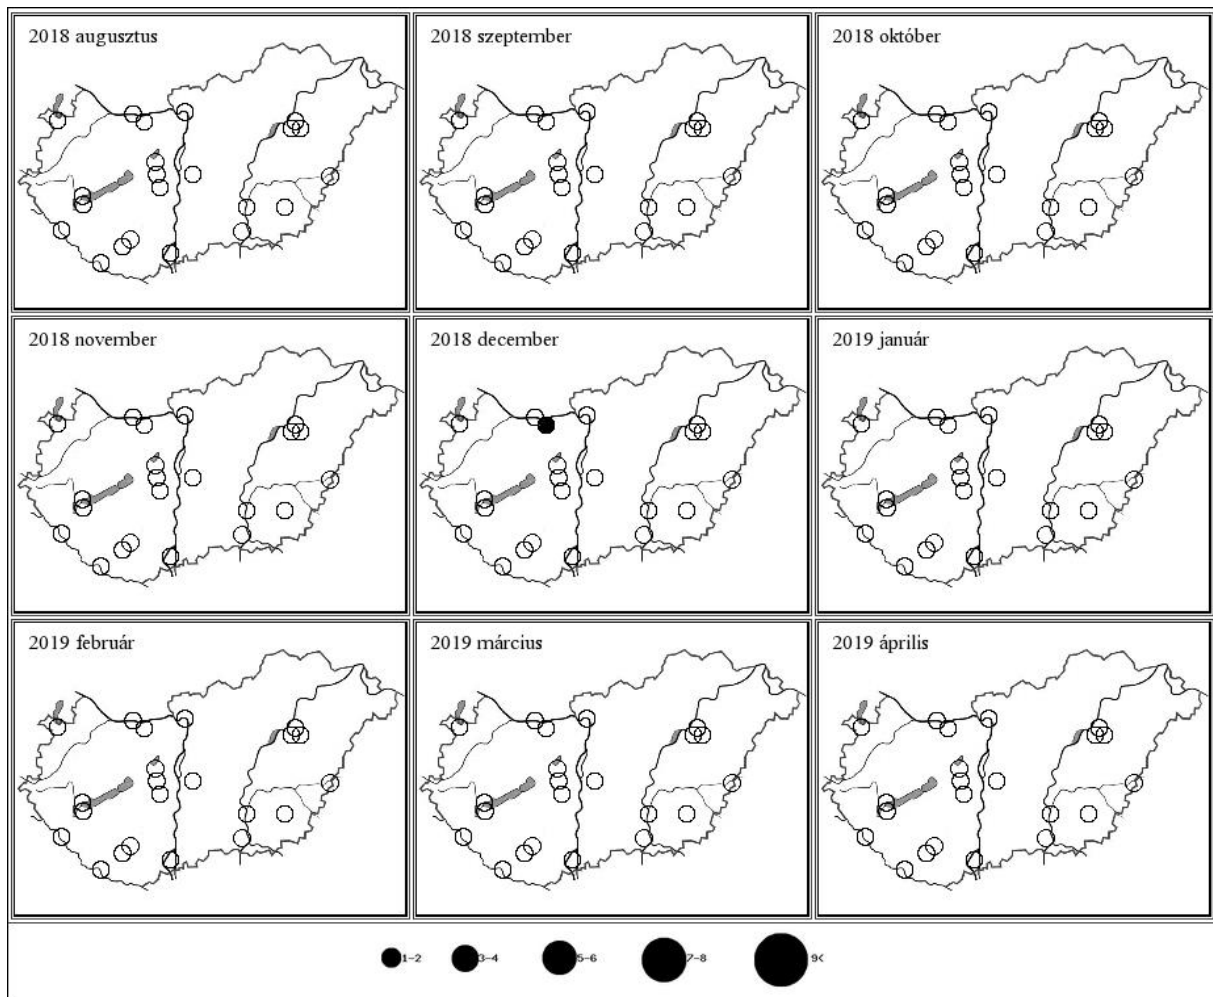 2018 augusztus
2018 szeptember
2018 október
2018 november
2018 december
2019 január
2019 február
2019 március
2019 április
1-2
3-4
5-6
7-8
9<